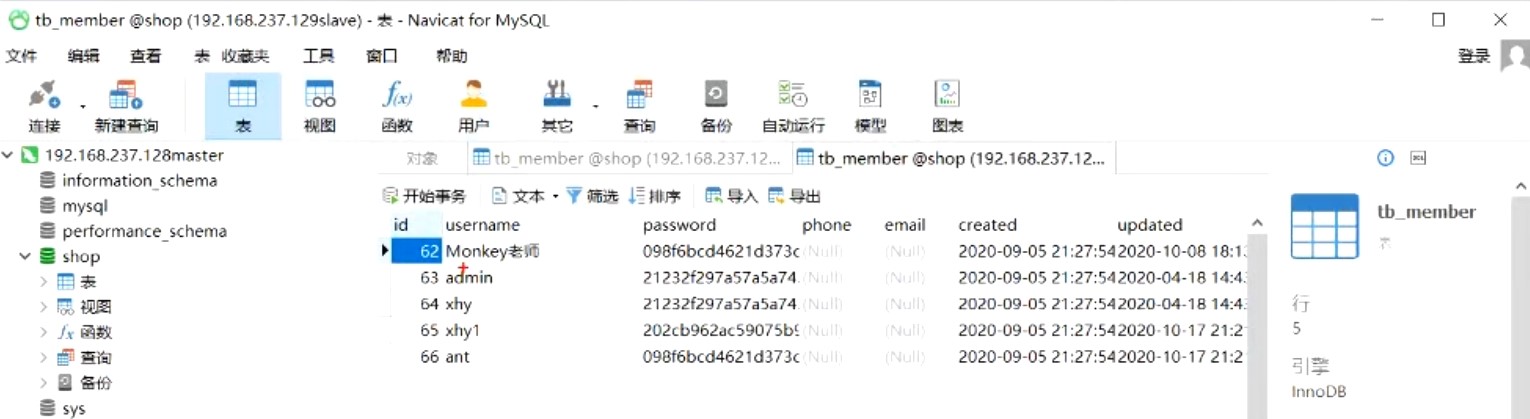 tb_member @shop (192.168.237.129slave) - 表 - Navicat for MySQL
文件 编辑 查看 表 收藏夹 工具 窗口 帮助 登录
连接 新建查询 表 视图 函数 用户 其它 查询 备份 自动运行 模型 图表
192.168.237.128master
information_schema
mysql
performance_schema
shop
表
视图
函数
查询
备份
sys
对象 tb_member @shop (192.168.237.12... tb_member @shop (192.168.237.12...
开始事务 文本 筛选 排序 导入 导出
id username password phone email created updated
62 Monkey老师 098f6bcd4621d373c (Null) (Null) 2020-09-05 21:27:54 2020-10-08 18:1
63 admin 21232f297a57a5a74 (Null) (Null) 2020-09-05 21:27:54 2020-04-18 14:4
64 xhy 21232f297a57a5a74 (Null) (Null) 2020-09-05 21:27:54 2020-04-18 14:4
65 xhy1 202cb962ac59075b9 (Null) (Null) 2020-09-05 21:27:54 2020-10-17 21:2
66 ant 098f6bcd4621d373c (Null) (Null) 2020-09-05 21:27:54 2020-10-17 21:2
tb_member
表
行
5
引擎
InnoDB